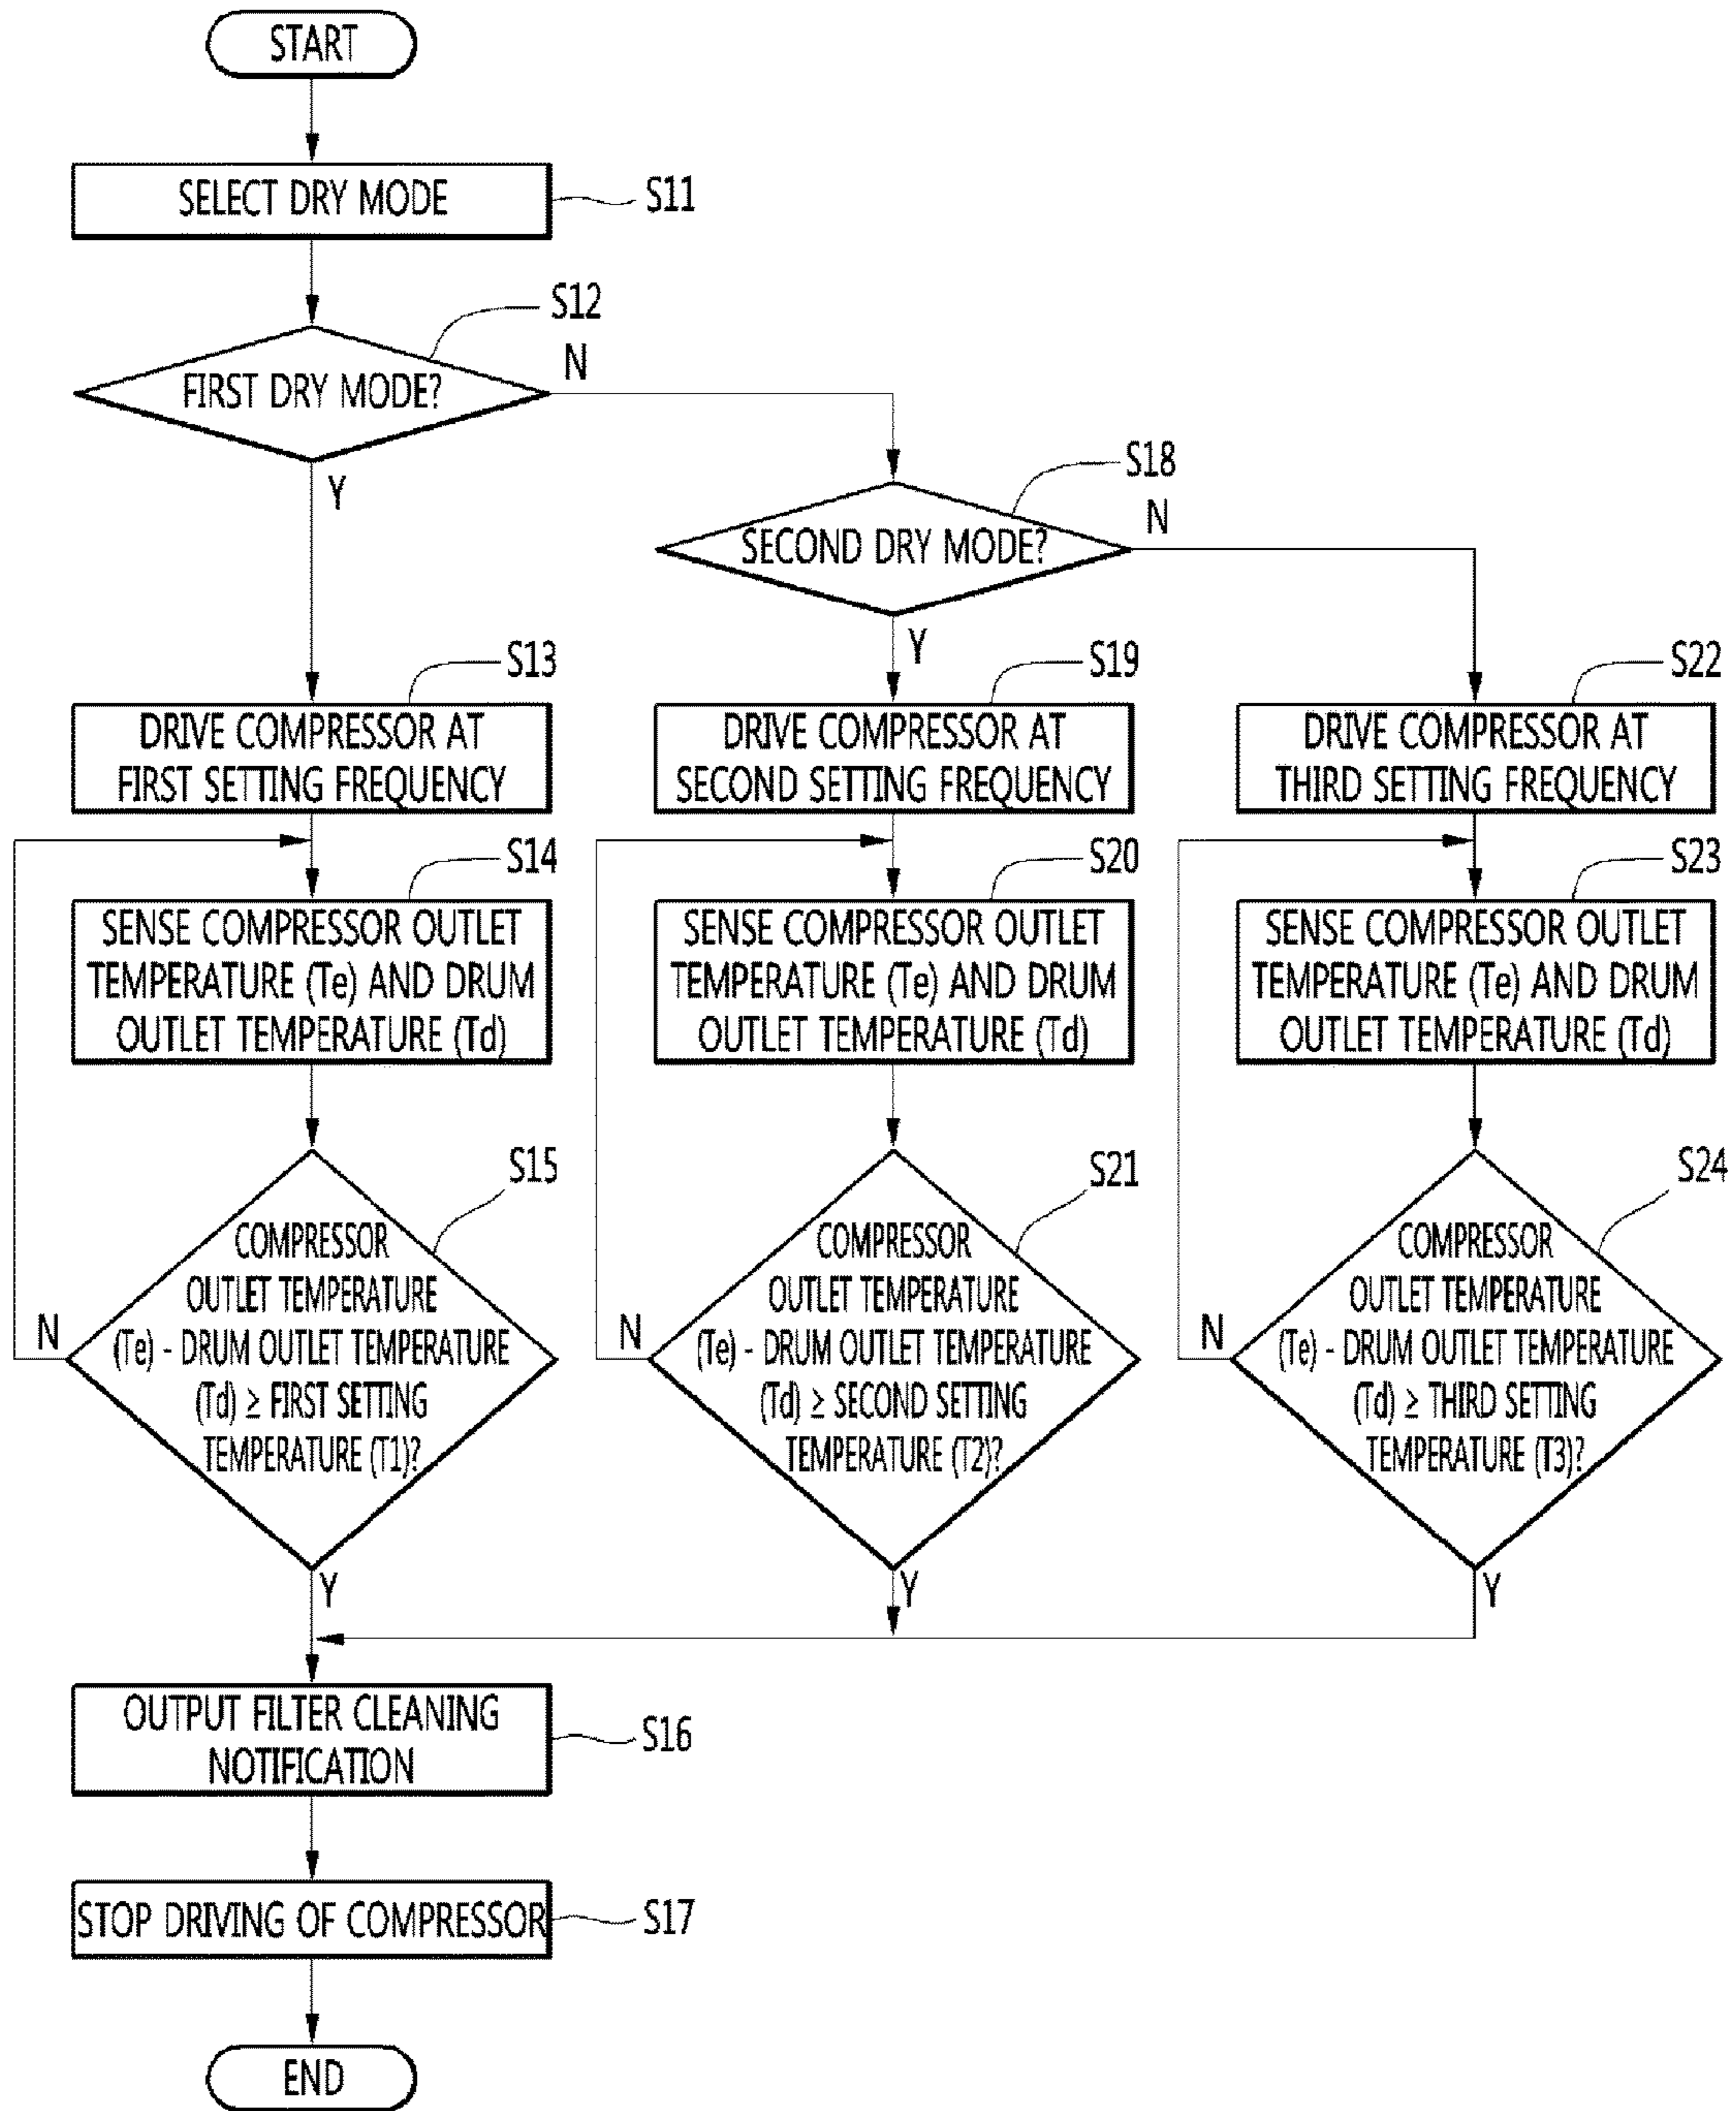 START
SELECT DRY MODE
S11
S12
FIRST DRY MODE?
N
Y
S18
SECOND DRY MODE?
N
Y
S13
DRIVE COMPRESSOR AT
FIRST SETTING FREQUENCY
S19
DRIVE COMPRESSOR AT
SECOND SETTING FREQUENCY
S22
DRIVE COMPRESSOR AT
THIRD SETTING FREQUENCY
S14
SENSE COMPRESSOR OUTLET
TEMPERATURE (Te) AND DRUM
OUTLET TEMPERATURE (Td)
S20
SENSE COMPRESSOR OUTLET
TEMPERATURE (Te) AND DRUM
OUTLET TEMPERATURE (Td)
S23
SENSE COMPRESSOR OUTLET
TEMPERATURE (Te) AND DRUM
OUTLET TEMPERATURE (Td)
S15
COMPRESSOR
OUTLET TEMPERATURE
(Te) - DRUM OUTLET TEMPERATURE
(Td) ≥ FIRST SETTING
TEMPERATURE (T1)?
N
Y
S21
COMPRESSOR
OUTLET TEMPERATURE
(Te) - DRUM OUTLET TEMPERATURE
(Td) ≥ SECOND SETTING
TEMPERATURE (T2)?
N
Y
S24
COMPRESSOR
OUTLET TEMPERATURE
(Te) - DRUM OUTLET TEMPERATURE
(Td) ≥ THIRD SETTING
TEMPERATURE (T3)?
N
Y
OUTPUT FILTER CLEANING
NOTIFICATION
S16
STOP DRIVING OF COMPRESSOR
S17
END